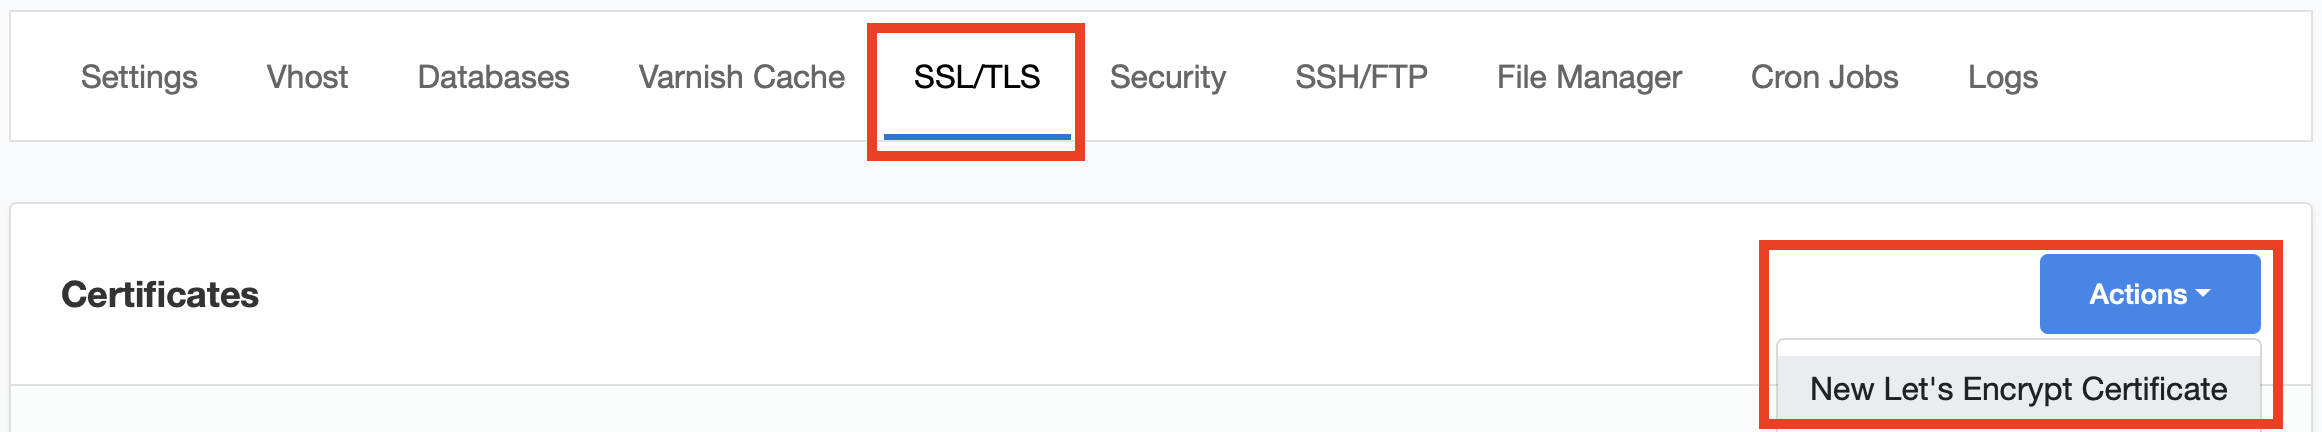 Settings Vhost Databases Varnish Cache SSL/TLS Security SSH/FTP File Manager Cron Jobs Logs
Certificates Actions
New Let's Encrypt Certificate